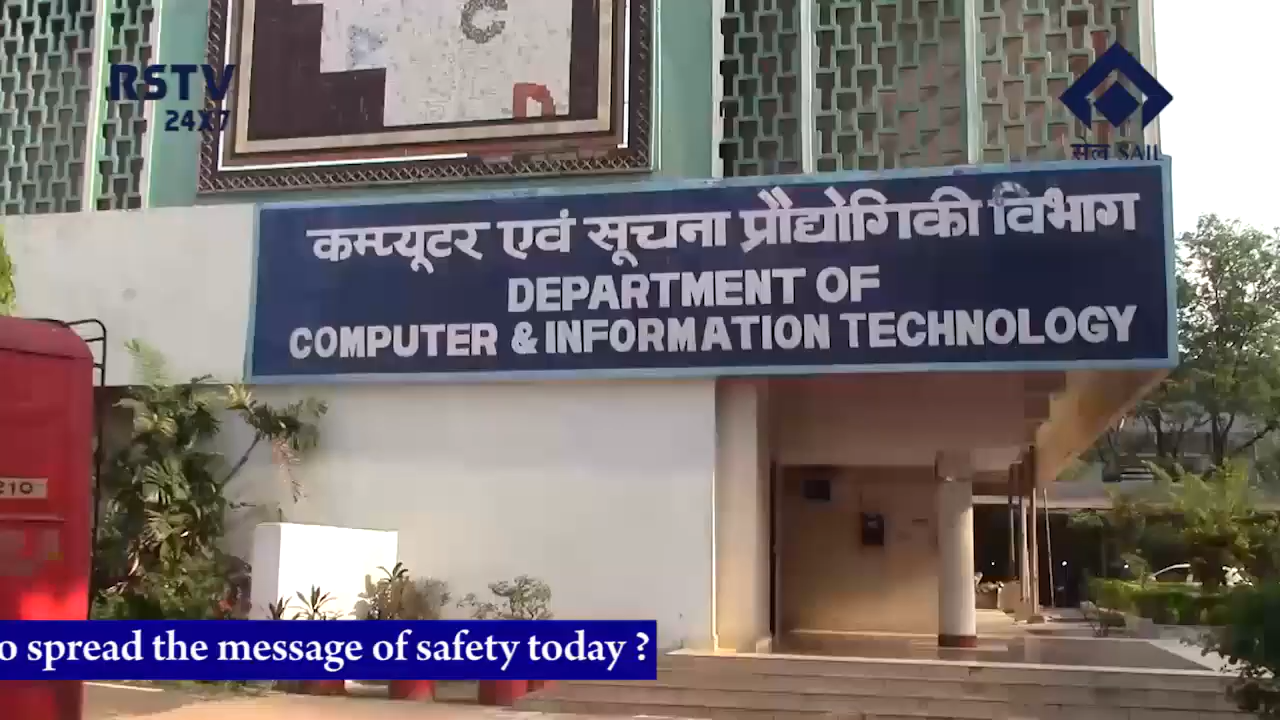 C
RSTV
24X7
सेल SAIL
कम्प्यूटर एवं सूचना प्रौद्योगिकी विभाग
DEPARTMENT OF
COMPUTER & INFORMATION TECHNOLOGY
210
o spread the message of safety today ?